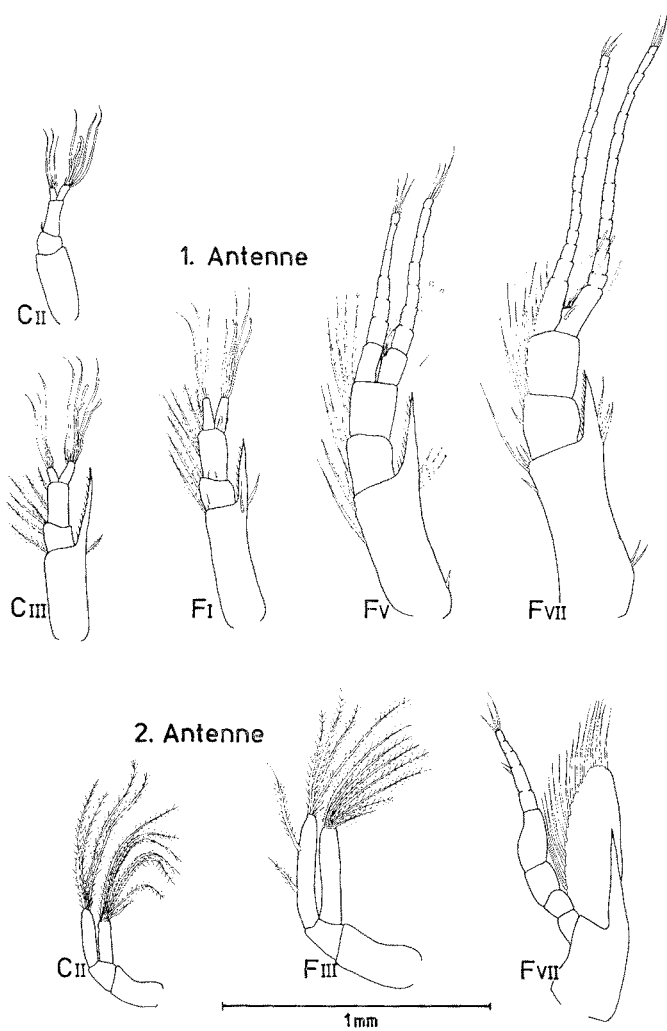 1. Antenne
CII
CIII
FI
FV
FVII
2. Antenne
CII
FIII
FVII
1mm